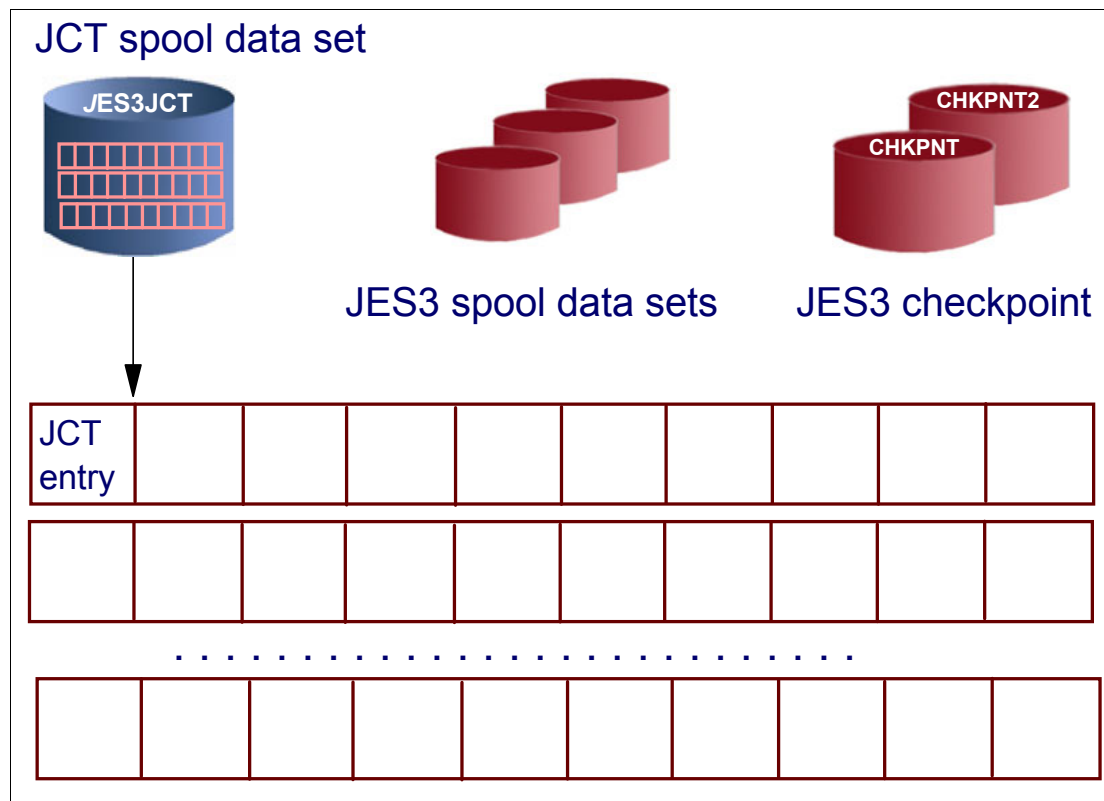 JCT spool data set
JES3JCT
CHKPNT2
CHKPNT
JES3 spool data sets
JES3 checkpoint
JCT
entry
. . . . . . . . . . . . . . . . . . . . . . . . . . .